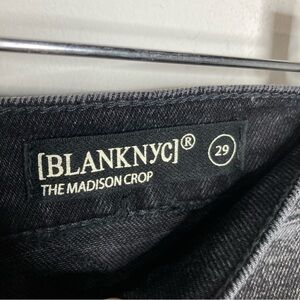 [BLANKNYC]® 29
THE MADISON CROP